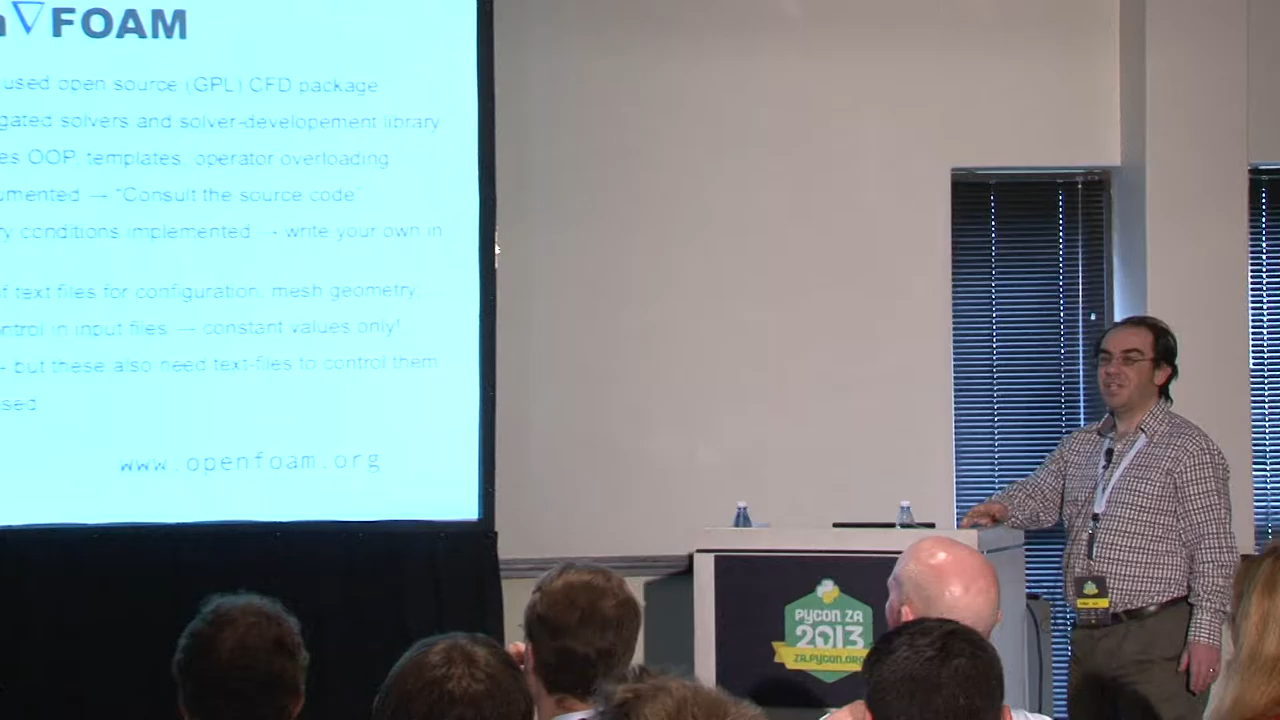 FOAM
used open source (GPL) CFD package
gated solvers and solver-developement library
es OOP, templates, operator overloading
umented → "Consult the source code"
ry conditions implemented → write your own in
of text files for configuration, mesh geometry,
ntrol in input files → constant values only!
but these also need text-files to control them
sed
www.openfoam.org
PYCON ZA
2013
ZA.PYCON.ORG